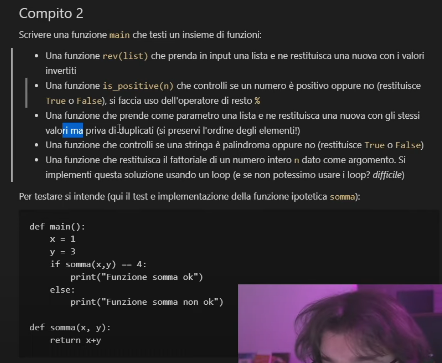 Compito 2
Scrivere una funzione main che testi un insieme di funzioni:
• Una funzione rev(list) che prenda in input una lista e ne restituisca una nuova con i valori
invertiti
• Una funzione is_positive(n) che controlli se un numero è positivo oppure no (restituisce
True o False), si faccia uso dell'operatore di resto %
• Una funzione che prende come parametro una lista e ne restituisca una nuova con gli stessi
valori ma priva di duplicati (si preservi l'ordine degli elementi!)
• Una funzione che controlli se una stringa è palindroma oppure no (restituisce True o False)
• Una funzione che restituisca il fattoriale di un numero intero n dato come argomento. Si
implementi questa soluzione usando un loop (e se non potessimo usare i loop? difficile)
Per testare si intende (qui il test e implementazione della funzione ipotetica somma):
def main():
x = 1
y = 3
if somma(x,y) == 4:
print("Funzione somma ok")
else:
print("Funzione somma non ok")
def somma(x, y):
return x+y